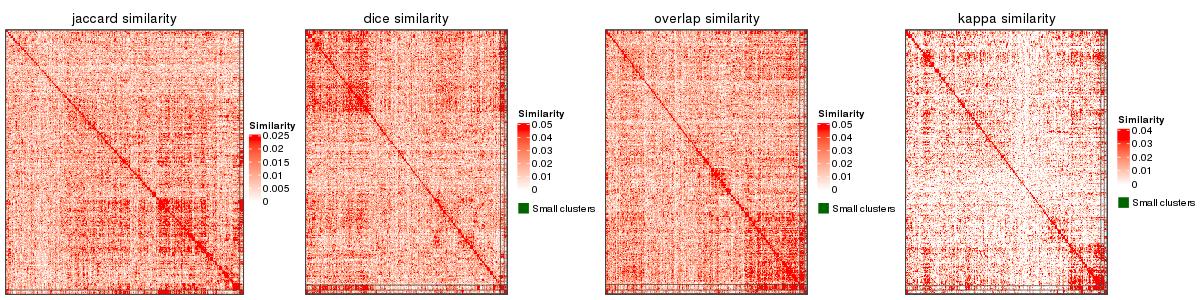 jaccard similarity
Similarity
0.025
0.02
0.015
0.01
0.005
0
dice similarity
Similarity
0.05
0.04
0.03
0.02
0.01
0
Small clusters
overlap similarity
Similarity
0.05
0.04
0.03
0.02
0.01
0
Small clusters
kappa similarity
Similarity
0.04
0.03
0.02
0.01
0
Small clusters